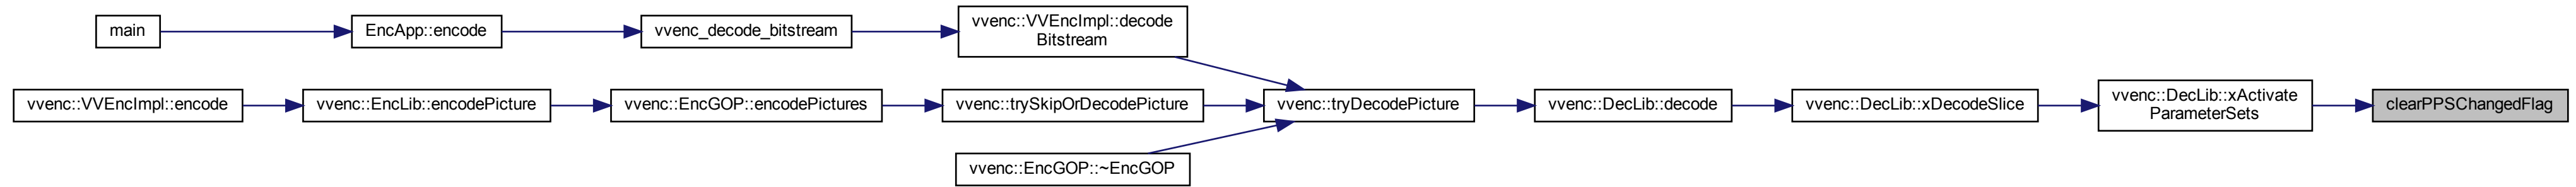 main
EncApp::encode
vvenc_decode_bitstream
vvenc::VVEncImpl::decode
Bitstream
vvenc::VVEncImpl::encode
vvenc::EncLib::encodePicture
vvenc::EncGOP::encodePictures
vvenc::trySkipOrDecodePicture
vvenc::tryDecodePicture
vvenc::DecLib::decode
vvenc::DecLib::xDecodeSlice
vvenc::DecLib::xActivate
ParameterSets
clearPPSChangedFlag
vvenc::EncGOP::~EncGOP